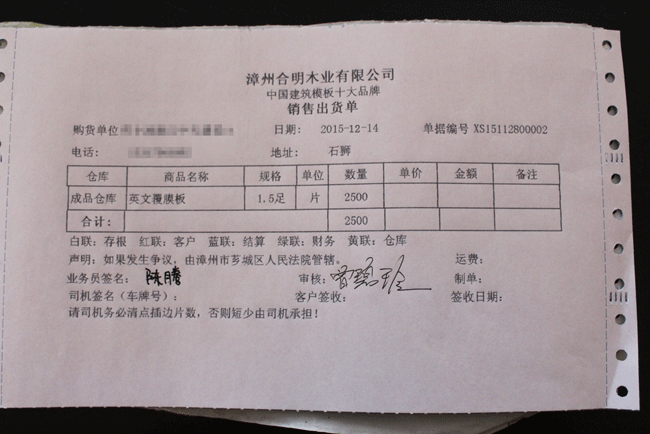 漳州合明木业有限公司
中国建筑模板十大品牌
销售出货单
购货单位 日期: 2015-12-14 单据编号 XS15112800002
电话: 地址: 石狮
仓库 商品名称 规格 单位 数量 单价 金额 备注
成品仓库 英文覆膜板 1.5足 片 2500
合计: 2500
白联: 存根 红联: 客户 蓝联: 结算 绿联: 财务 黄联: 仓库
声明: 如果发生争议, 由漳州市芗城区人民法院管辖。 运费:
业务员签名: 陈腾 审核: 制单:
司机签名 (车牌号): 客户签收: 签收日期:
请司机务必清点插边片数, 否则短少由司机承担!